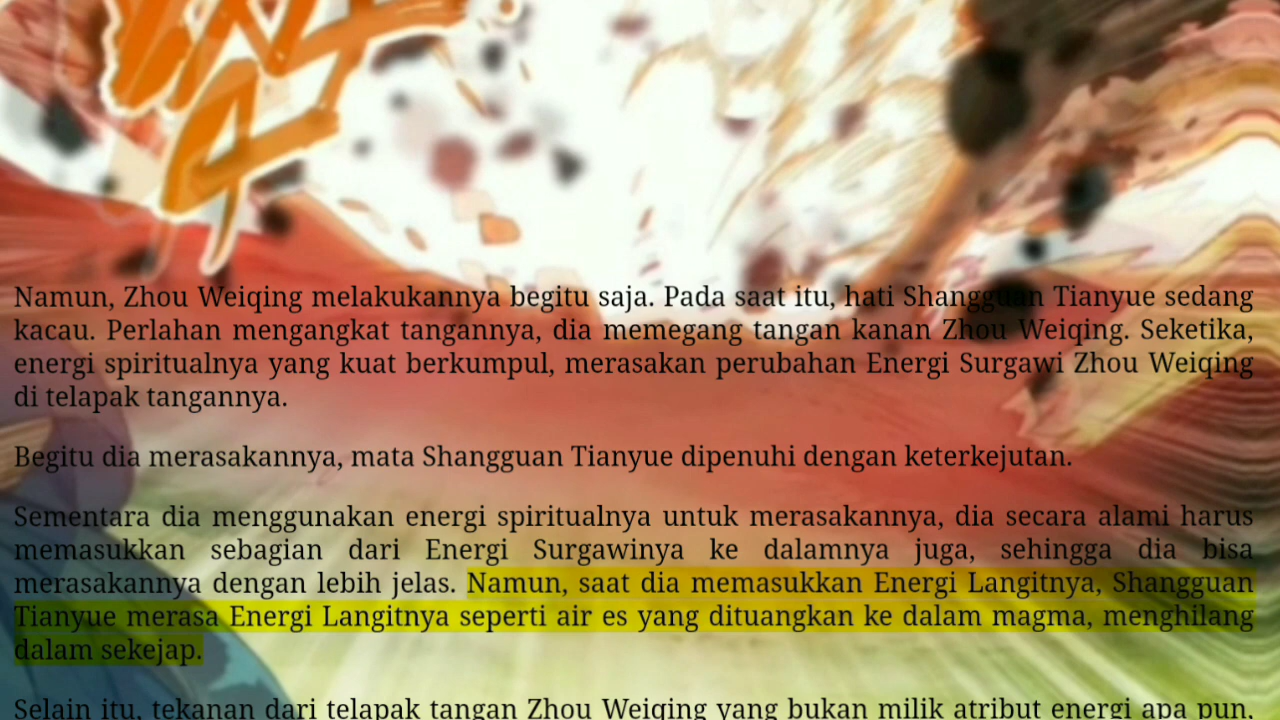 Namun, Zhou Weiqing melakukannya begitu saja. Pada saat itu, hati Shangguan Tianyue sedang
kacau. Perlahan mengangkat tangannya, dia memegang tangan kanan Zhou Weiqing. Seketika,
energi spiritualnya yang kuat berkumpul, merasakan perubahan Energi Surgawi Zhou Weiqing
di telapak tangannya.
Begitu dia merasakannya, mata Shangguan Tianyue dipenuhi dengan keterkejutan.
Sementara dia menggunakan energi spiritualnya untuk merasakannya, dia secara alami harus
memasukkan sebagian dari Energi Surgawinya ke dalamnya juga, sehingga dia bisa
merasakannya dengan lebih jelas. Namun, saat dia memasukkan Energi Langitnya, Shangguan
Tianyue merasa Energi Langitnya seperti air es yang dituangkan ke dalam magma, menghilang
dalam sekejap.
Selain itu, tekanan dari telapak tangan Zhou Weiqing yang bukan milik atribut energi apa pun,